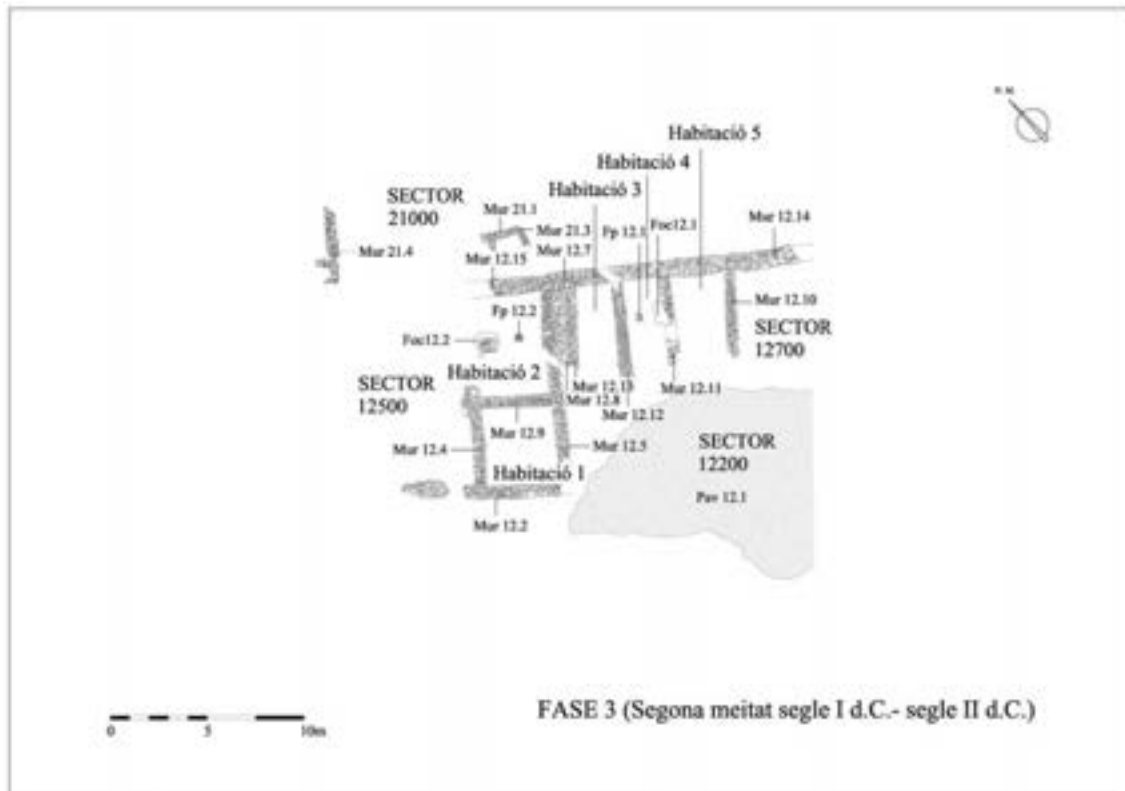 Habitació 5
Habitació 4
Habitació 3
SECTOR
21000
Mur 21.1
Mur 21.3
Fp 12.1
Foc12.1
Mur 12.14
Mur 21.4
Mur 12.15
Mur 12.7
Mur 12.10
Fp 12.2
SECTOR
12700
Foc12.2
Habitació 2
SECTOR
12500
Mur 12.13
Mur 12.11
Mur 12.8
Mur 12.12
Mur 12.9
Mur 12.4
Mur 12.5
SECTOR
12200
Habitació 1
Pav 12.1
Mur 12.2
FASE 3 (Segona meitat segle I d.C.- segle II d.C.)
0 5 10m